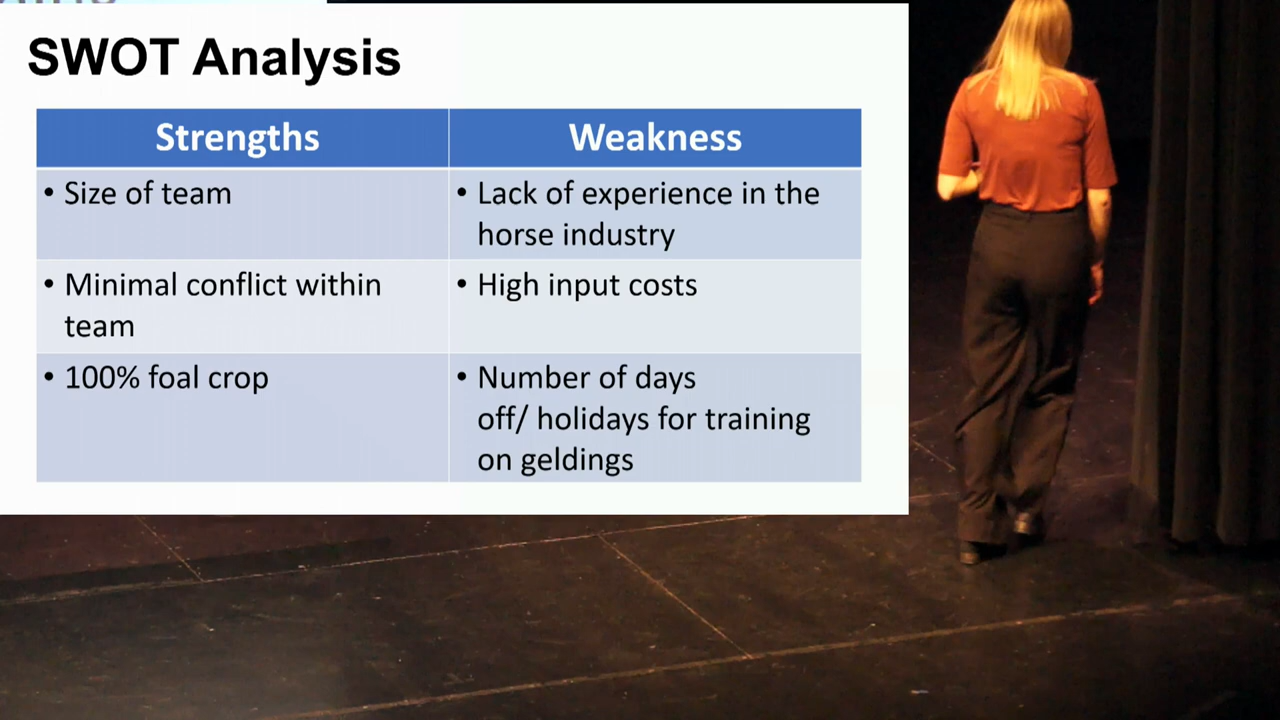 SWOT Analysis
Strengths
Weakness
• Size of team
• Lack of experience in the
horse industry
• Minimal conflict within
team
• High input costs
• 100% foal crop
• Number of days
off/ holidays for training
on geldings